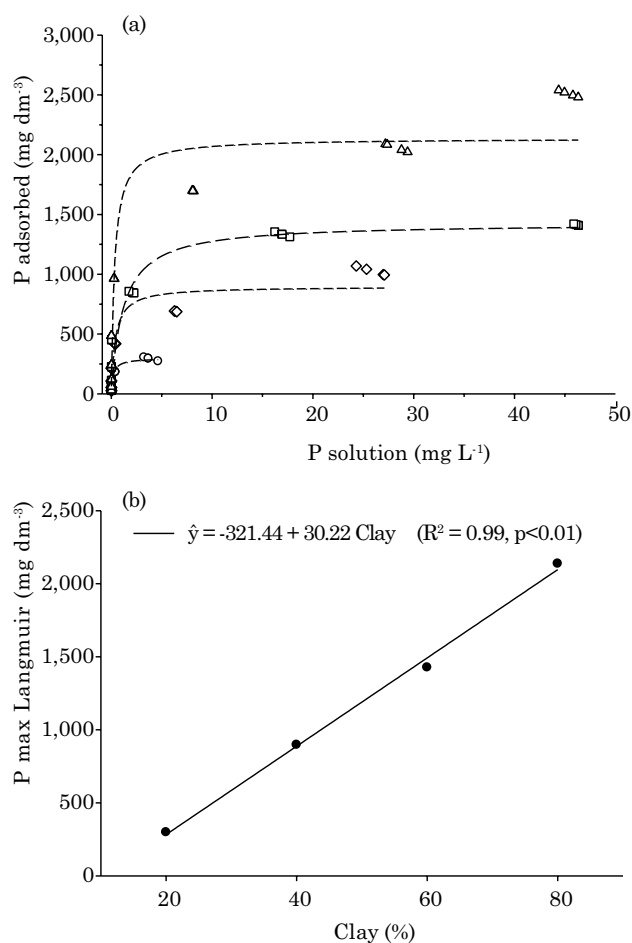 (a)
3,000
2,500
2,000
1,500
1,000
500
0
P adsorbed (mg dm⁻³)
0 10 20 30 40 50
P solution (mg L⁻¹)
(b)
2,500
ŷ = -321.44 + 30.22 Clay (R² = 0.99, p<0.01)
2,000
1,500
1,000
500
0
P max Langmuir (mg dm⁻³)
20 40 60 80
Clay (%)